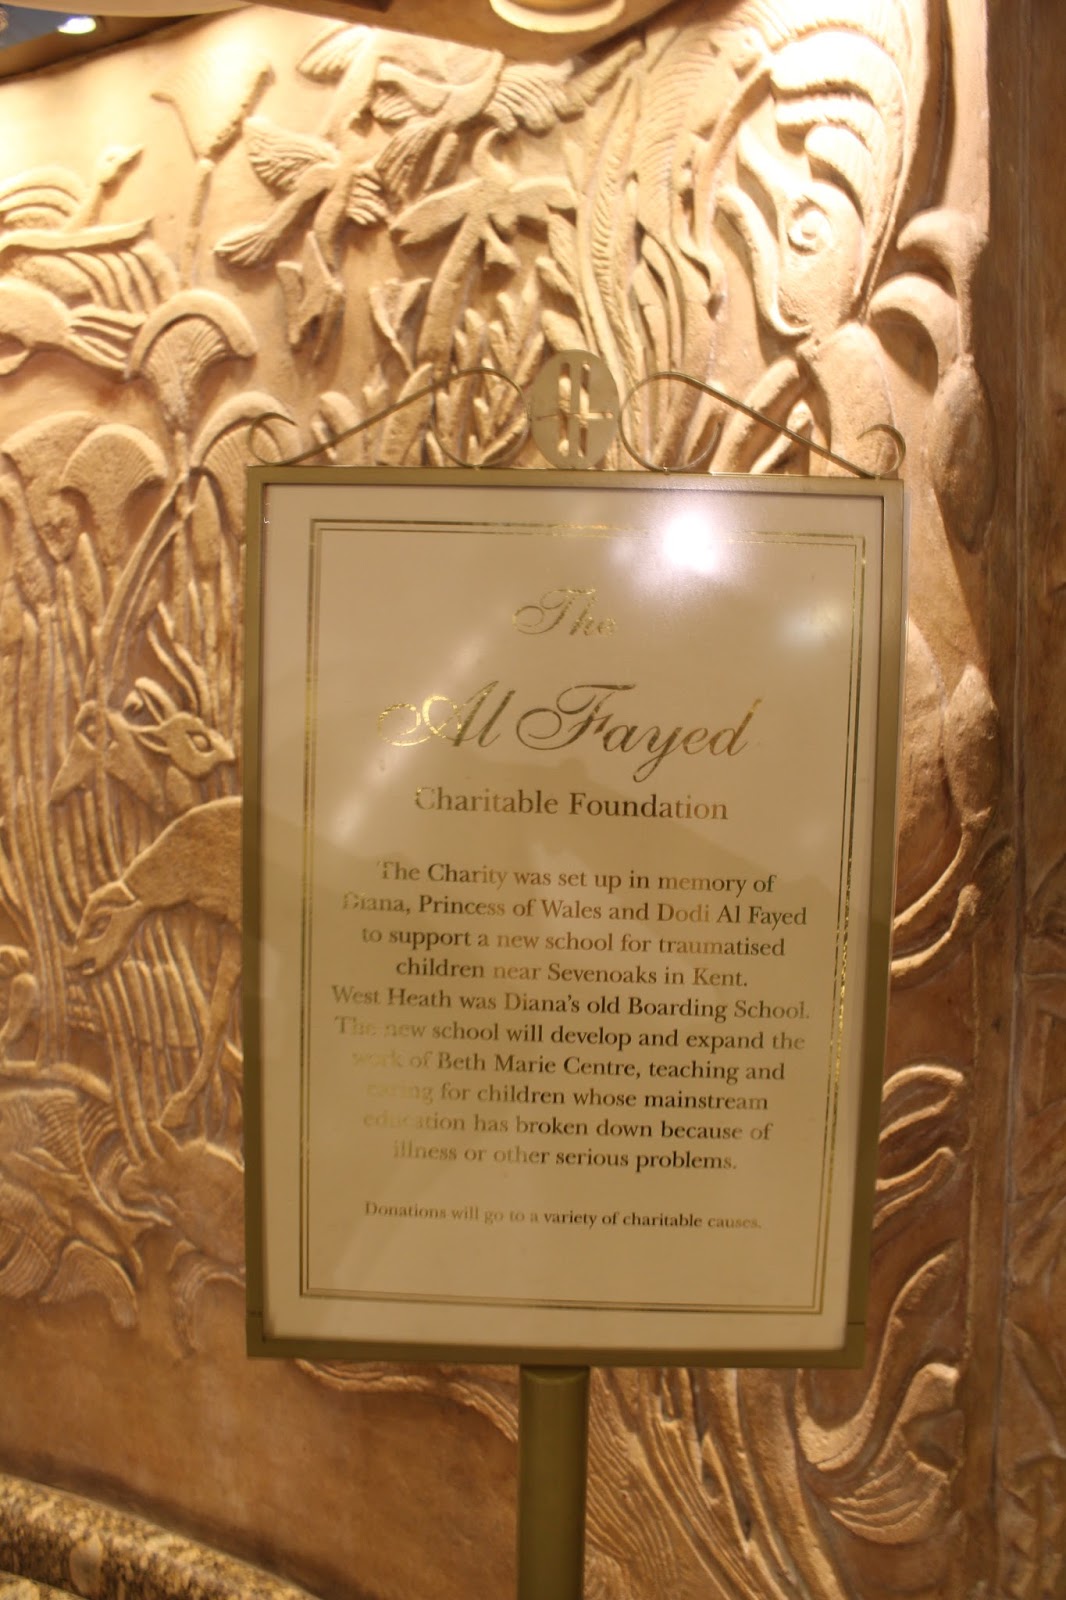 The
Al Fayed
Charitable Foundation
The Charity was set up in memory of
Diana, Princess of Wales and Dodi Al Fayed
to support a new school for traumatised
children near Sevenoaks in Kent.
West Heath was Diana's old Boarding School.
The new school will develop and expand the
work of Beth Marie Centre, teaching and
caring for children whose mainstream
education has broken down because of
illness or other serious problems.
Donations will go to a variety of charitable causes.